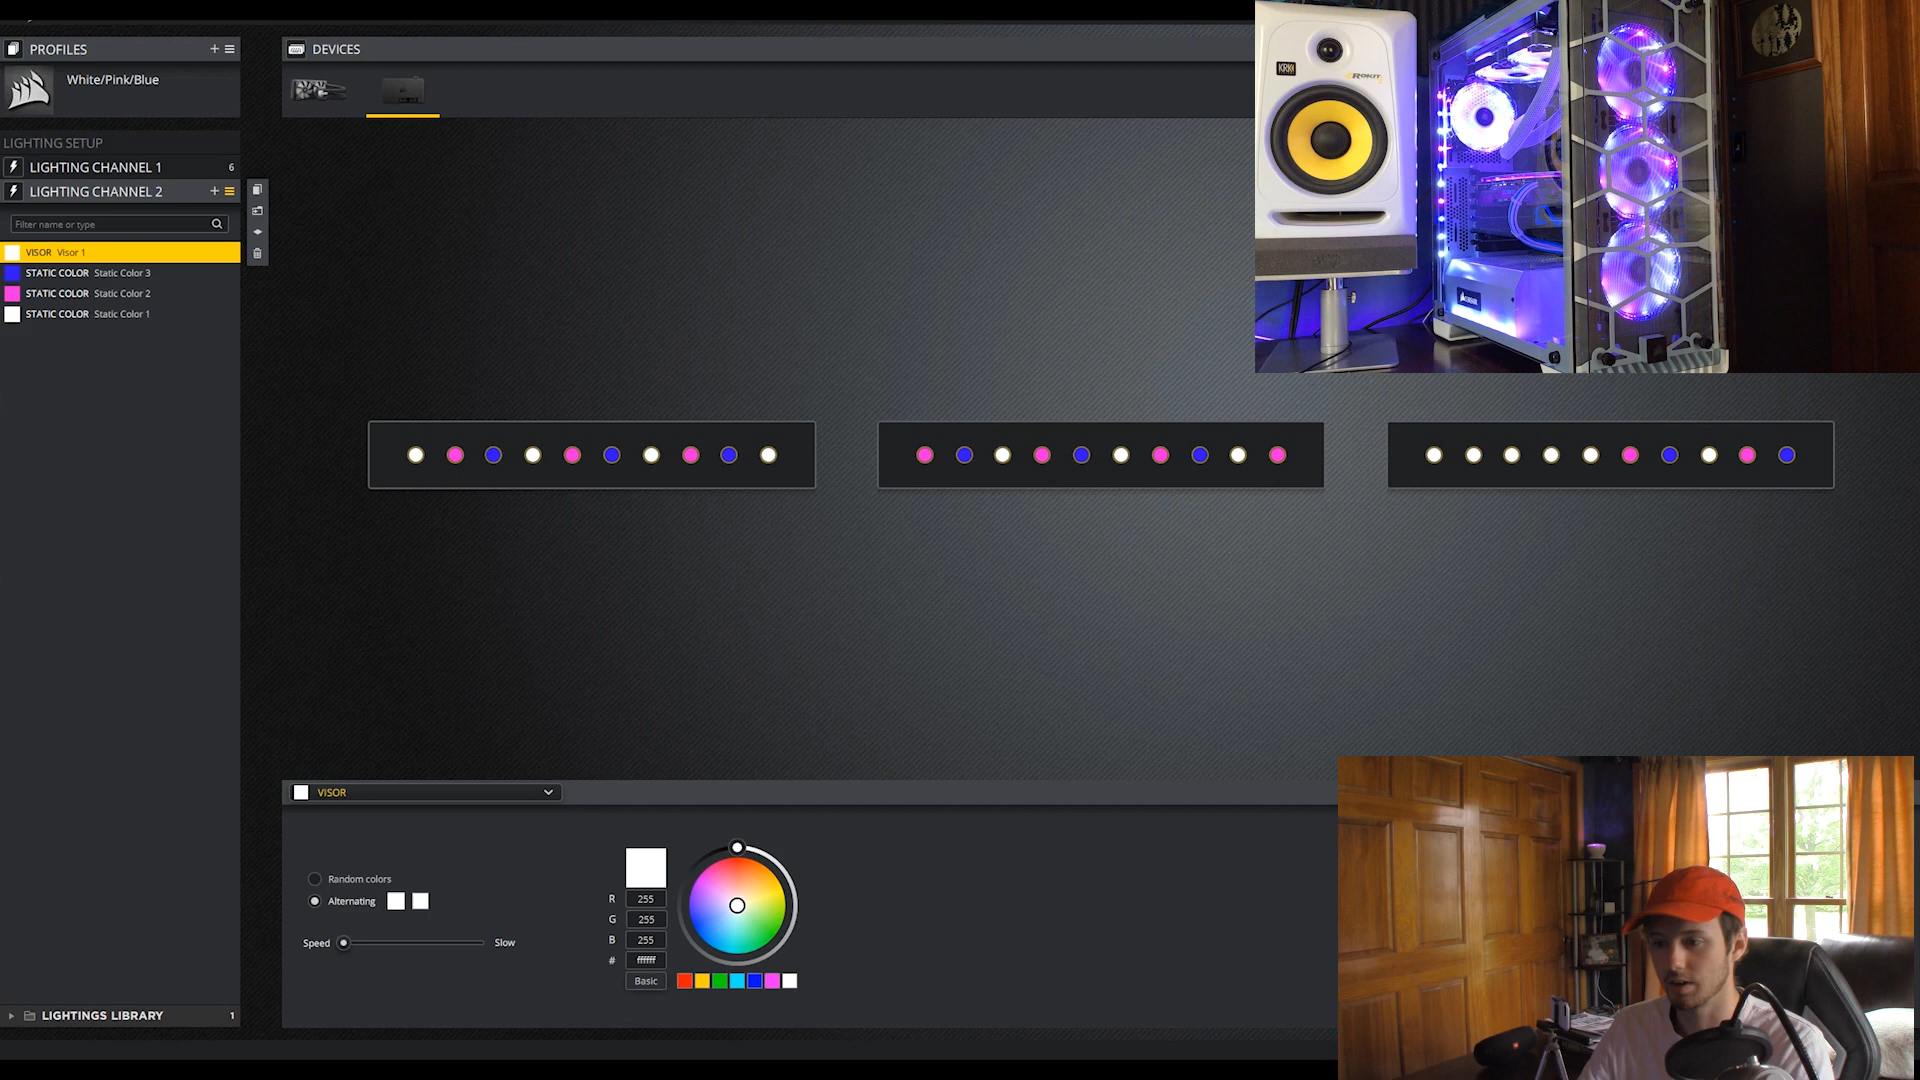 PROFILES
White/Pink/Blue
LIGHTING SETUP
LIGHTING CHANNEL 1 6
LIGHTING CHANNEL 2
Filter name or type
VISOR Visor 1
STATIC COLOR Static Color 3
STATIC COLOR Static Color 2
STATIC COLOR Static Color 1
LIGHTINGS LIBRARY 1
DEVICES
VISOR
Random colors
Alternating
Speed Slow
R 255
G 255
B 255
# ffffff
Basic
KRK
ROKIT
CORSAIR